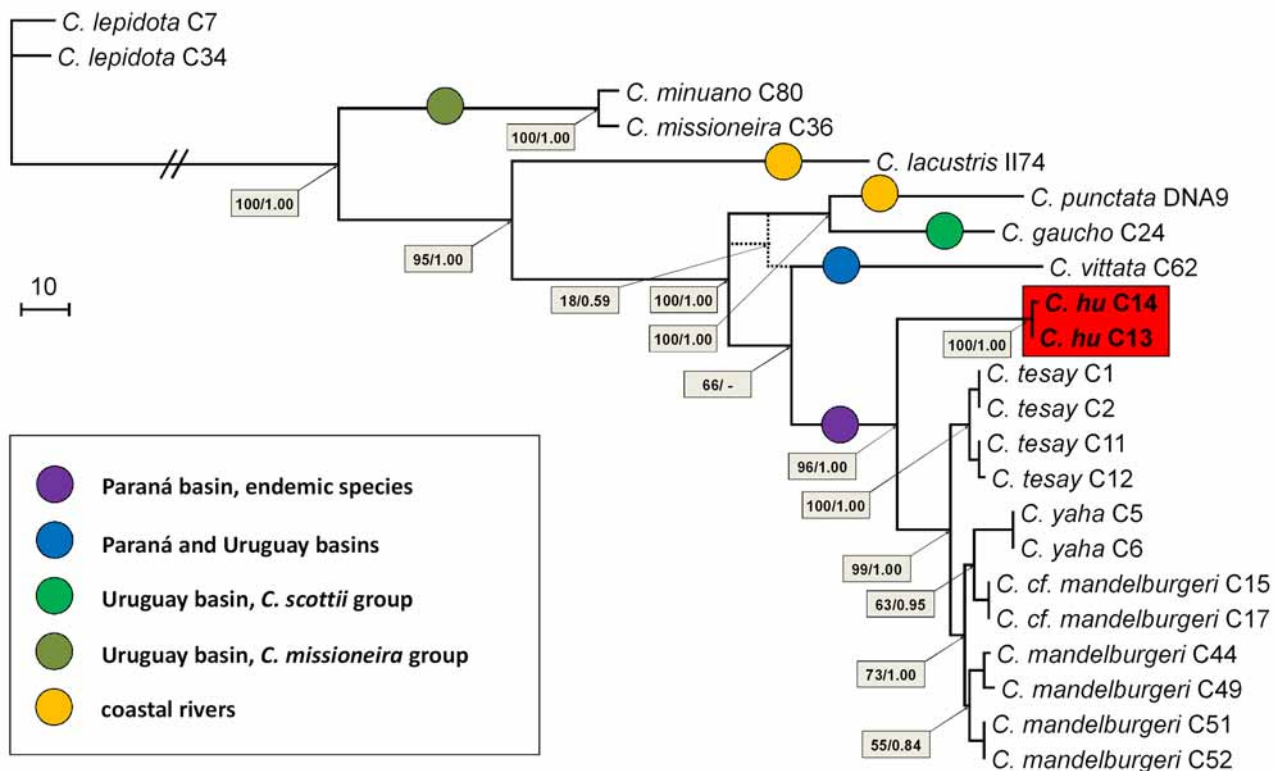 C. lepidota C7
C. lepidota C34
C. minuano C80
C. missioneira C36
100/1.00
C. lacustris II74
100/1.00
C. punctata DNA9
C. gaucho C24
95/1.00
C. vittata C62
10
18/0.59
100/1.00
C. hu C14
100/1.00
C. hu C13
100/1.00
C. tesay C1
66/ -
C. tesay C2
C. tesay C11
96/1.00
C. tesay C12
100/1.00
C. yaha C5
C. yaha C6
99/1.00
C. cf. mandelburgeri C15
63/0.95
C. cf. mandelburgeri C17
C. mandelburgeri C44
73/1.00
C. mandelburgeri C49
C. mandelburgeri C51
55/0.84
C. mandelburgeri C52
Paraná basin, endemic species
Paraná and Uruguay basins
Uruguay basin, C. scottii group
Uruguay basin, C. missioneira group
coastal rivers